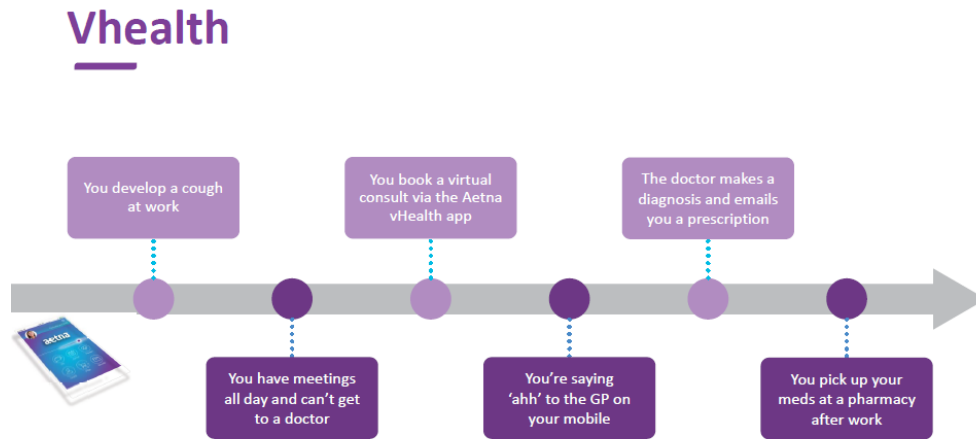 Vhealth
You develop a cough
at work
You have meetings
all day and can't get
to a doctor
You book a virtual
consult via the Aetna
vHealth app
You're saying
‘ahh’ to the GP on
your mobile
The doctor makes a
diagnosis and emails
you a prescription
You pick up your
meds at a pharmacy
after work
aetna